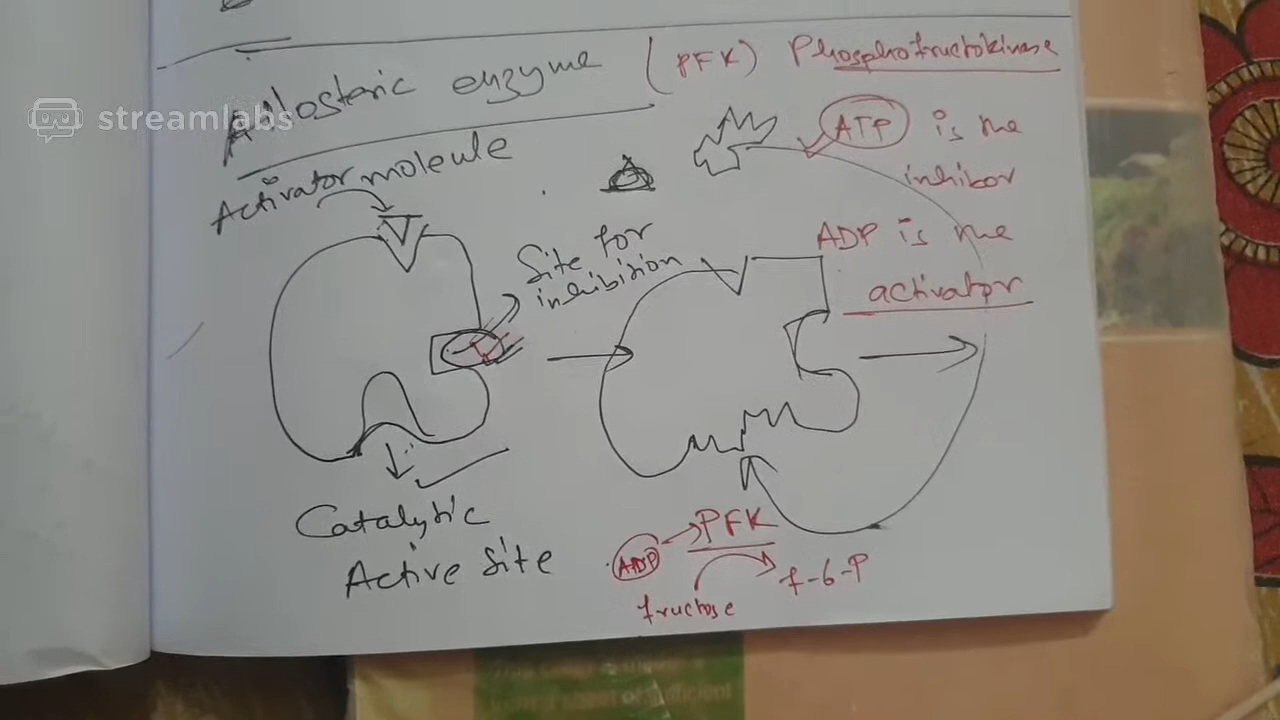 Allosteric enzyme (PFK) Phosphofructokinase
streamlabs
Activator molecule
ATP is the
inhibor
Site for
inhibition
ADP is the
activator
Catalytic
Active Site
ADP PFK
fructose f-6-P